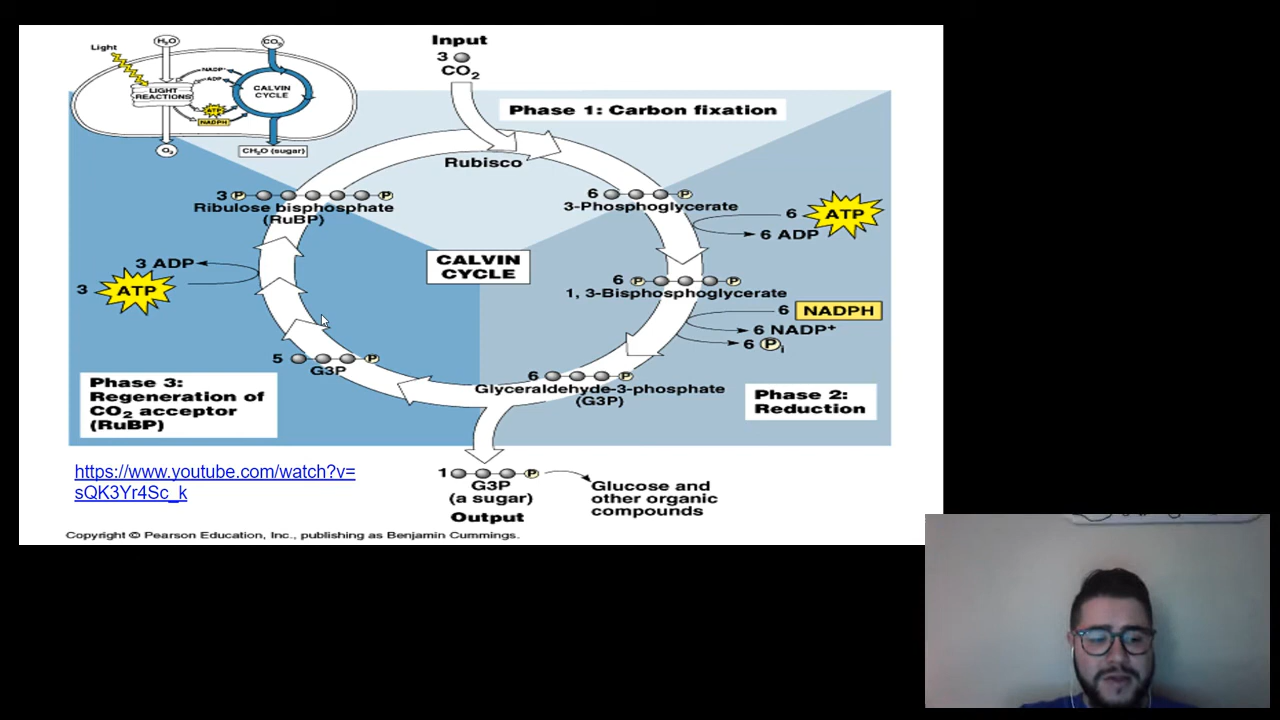 Light
H₂O
CO₂
NADP⁺
ADP
LIGHT
REACTIONS
CALVIN
CYCLE
ATP
NADPH
O₂
CH₂O (sugar)
Input
3
CO₂
Phase 1: Carbon fixation
Rubisco
3 P P
Ribulose bisphosphate
(RuBP)
6 P
3-Phosphoglycerate
6 ATP
6 ADP
CALVIN
CYCLE
3 ADP
3 ATP
6 P P
1, 3-Bisphosphoglycerate
6 NADPH
6 NADP⁺
6 Pi
5 P
G3P
6 P
Glyceraldehyde-3-phosphate
(G3P)
Phase 3:
Regeneration of
CO₂ acceptor
(RuBP)
Phase 2:
Reduction
https://www.youtube.com/watch?v=
sQK3Yr4Sc_k
1 P
G3P
(a sugar)
Output
Glucose and
other organic
compounds
Copyright © Pearson Education, Inc., publishing as Benjamin Cummings.